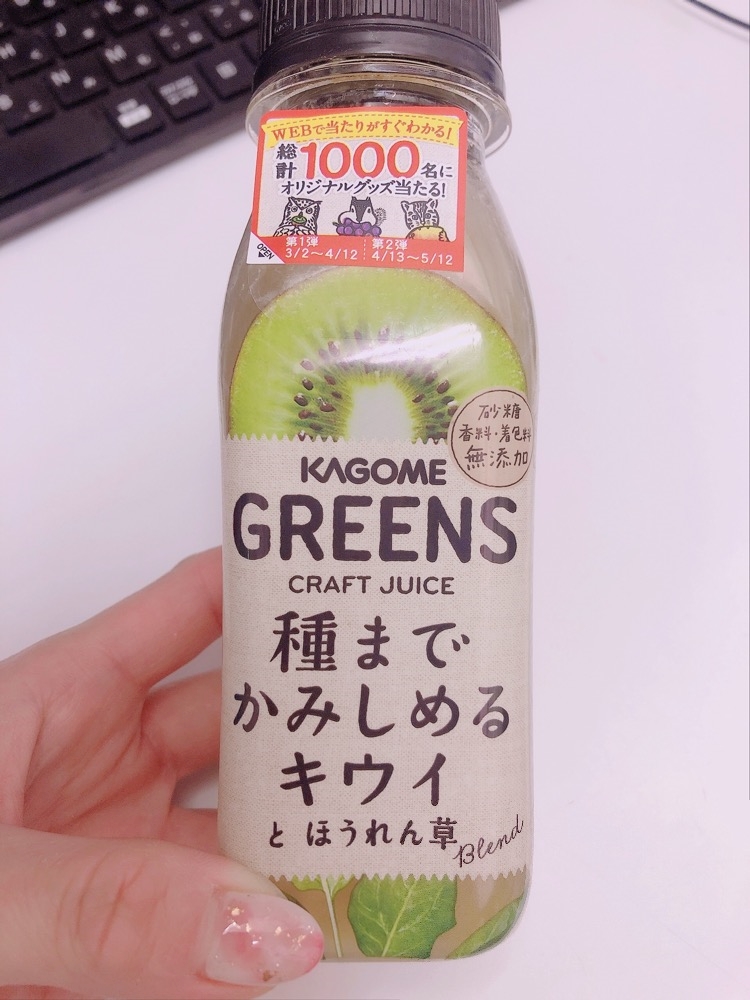 WEBで当たりがすぐわかる!
総計1000名に
オリジナルグッズ当たる!
第1弾
3/2～4/12
第2弾
4/13～5/12
OPEN
砂糖
香料・着色料
無添加
KAGOME
GREENS
CRAFT JUICE
種まで
かみしめる
キウイ
と ほうれん草
Blend